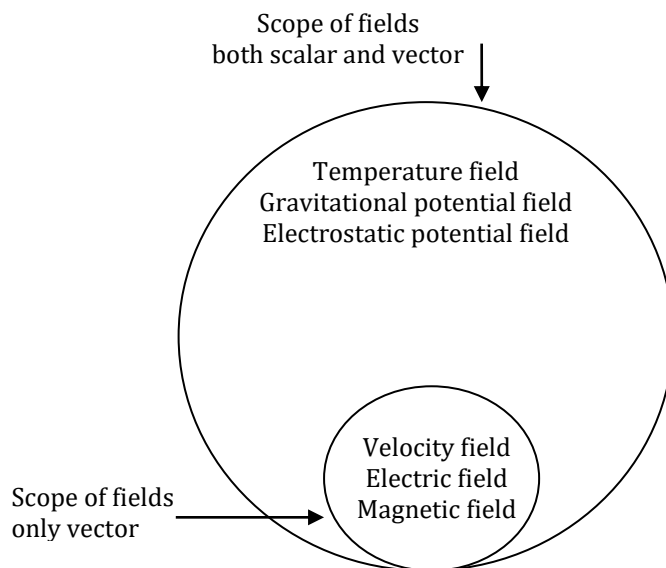 Scope of fields
both scalar and vector
Temperature field
Gravitational potential field
Electrostatic potential field
Velocity field
Electric field
Magnetic field
Scope of fields
only vector